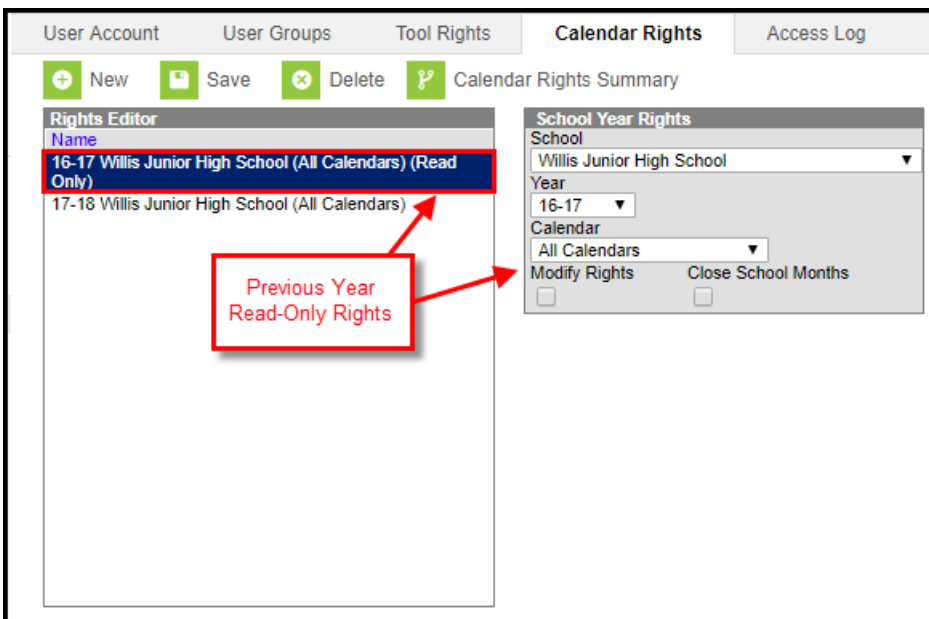 User Account User Groups Tool Rights Calendar Rights Access Log
New Save Delete Calendar Rights Summary
Rights Editor
Name
16-17 Willis Junior High School (All Calendars) (Read
Only)
17-18 Willis Junior High School (All Calendars)
Previous Year
Read-Only Rights
School Year Rights
School
Willis Junior High School
Year
16-17
Calendar
All Calendars
Modify Rights Close School Months